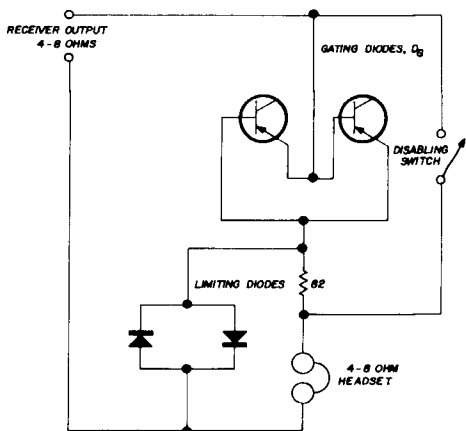 RECEIVER OUTPUT
4-8 OHMS
GATING DIODES, DG
DISABLING
SWITCH
LIMITING DIODES
82
4-8 OHM
HEADSET